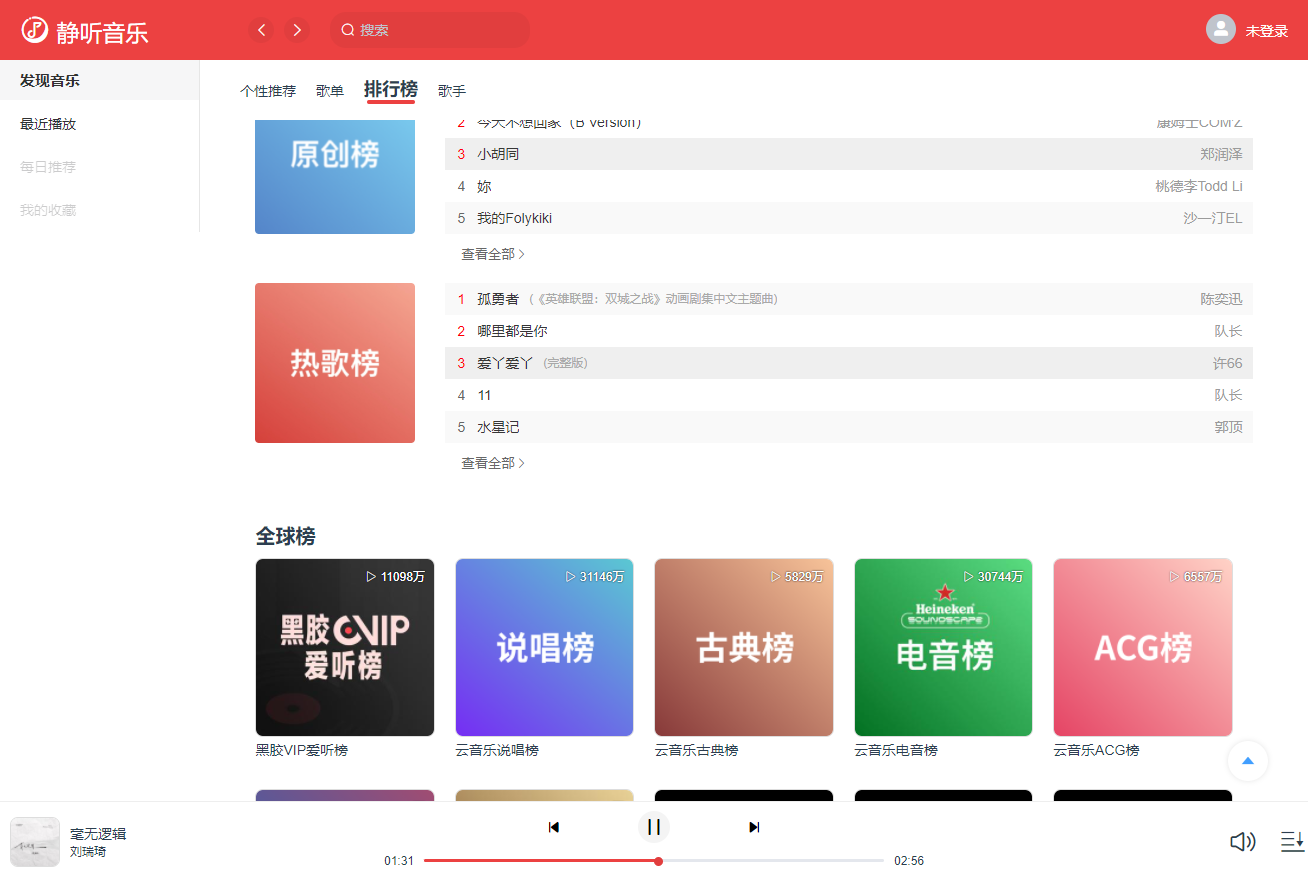 静听音乐
搜索
未登录
发现音乐
最近播放
每日推荐
我的收藏
个性推荐 歌单 排行榜 歌手
原创榜
2 今天不想回家（B Version） 康姆士COM'Z
3 小胡同 郑润泽
4 妳 桃德李Todd Li
5 我的Folykiki 沙一汀EL
查看全部
热歌榜
1 孤勇者 (《英雄联盟：双城之战》动画剧集中文主题曲) 陈奕迅
2 哪里都是你 队长
3 爱丫爱丫 (完整版) 许66
4 11 队长
5 水星记 郭顶
查看全部
全球榜
11098万
黑胶VIP
爱听榜
黑胶VIP爱听榜
31146万
说唱榜
云音乐说唱榜
5829万
古典榜
云音乐古典榜
30744万
Heineken
SOUNDSCAPE
电音榜
云音乐电音榜
6557万
ACG榜
云音乐ACG榜
毫无逻辑
刘瑞琦
01:31
02:56